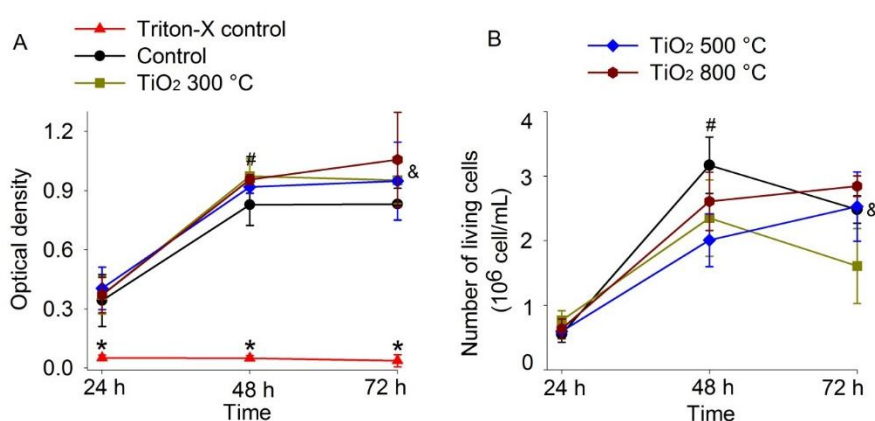 A
Triton-X control
Control
TiO2 300 °C
Optical density
1.2
0.9
0.6
0.3
0.0
#
&
* * *
24 h 48 h 72 h
Time
B
TiO2 500 °C
TiO2 800 °C
Number of living cells
(10^6 cell/mL)
4
3
2
1
0
#
&
24 h 48 h 72 h
Time